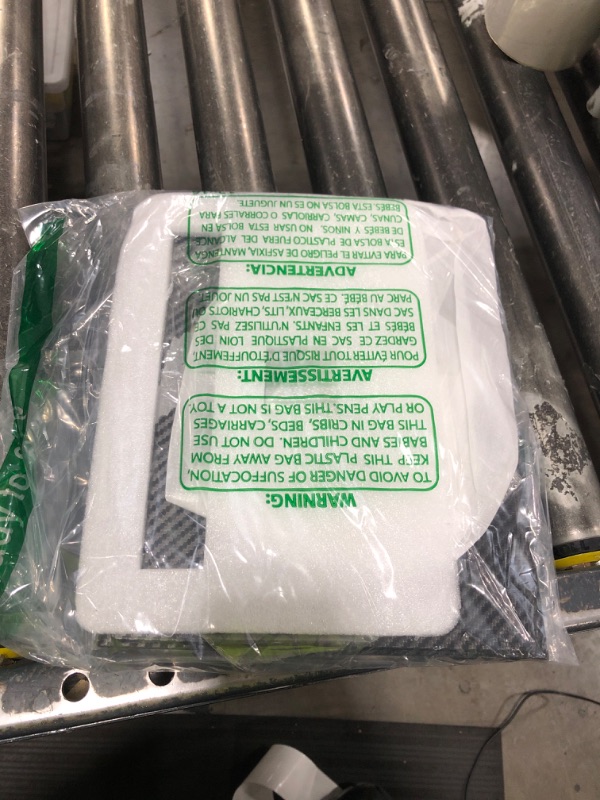 WARNING:
TO AVOID DANGER OF SUFFOCATION,
KEEP THIS PLASTIC BAG AWAY FROM
BABIES AND CHILDREN. DO NOT USE
THIS BAG IN CRIBS, BEDS, CARRIAGES
OR PLAY PENS. THIS BAG IS NOT A TOY.
AVERTISSEMENT:
POUR ÉVITER TOUT RISQUE D'ÉTOUFFEMENT,
GARDEZ CE SAC EN PLASTIQUE LOIN DES
BÉBÉS ET LES ENFANTS. N'UTILISEZ PAS CE
SAC DANS LES BERCEAUX, LITS, CHARIOTS OU
PARC AU BÉBÉ. CE SAC N'EST PAS UN JOUET.
ADVERTENCIA:
PARA EVITAR EL PELIGRO DE ASFIXIA, MANTENGA
ESTA BOLSA DE PLASTICO FUERA DEL ALCANCE
DE BEBÉS Y NIÑOS. NO USAR ESTA BOLSA EN
CUNAS, CAMAS, CARRIOLAS O CORRALES PARA
BEBÉS. ESTA BOLSA NO ES UN JUGUETE.